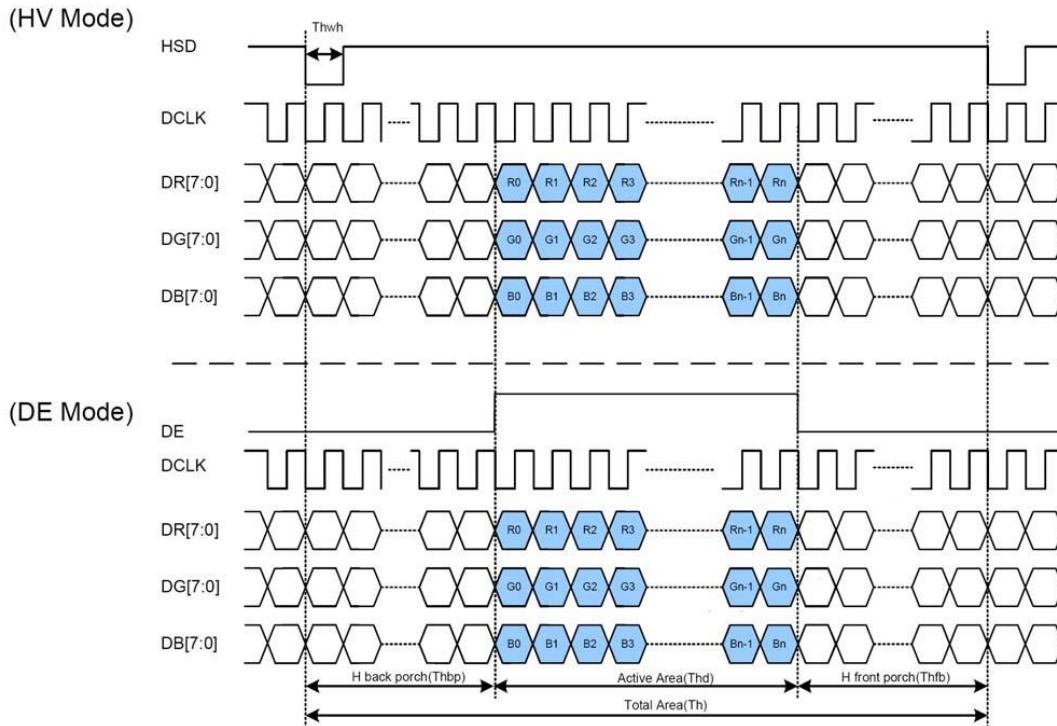 (HV Mode)
Thwh
HSD
DCLK
DR[7:0] R0 R1 R2 R3 Rn-1 Rn
DG[7:0] G0 G1 G2 G3 Gn-1 Gn
DB[7:0] B0 B1 B2 B3 Bn-1 Bn
(DE Mode)
DE
DCLK
DR[7:0] R0 R1 R2 R3 Rn-1 Rn
DG[7:0] G0 G1 G2 G3 Gn-1 Gn
DB[7:0] B0 B1 B2 B3 Bn-1 Bn
H back porch(Thbp) Active Area(Thd) H front porch(Thfb)
Total Area(Th)